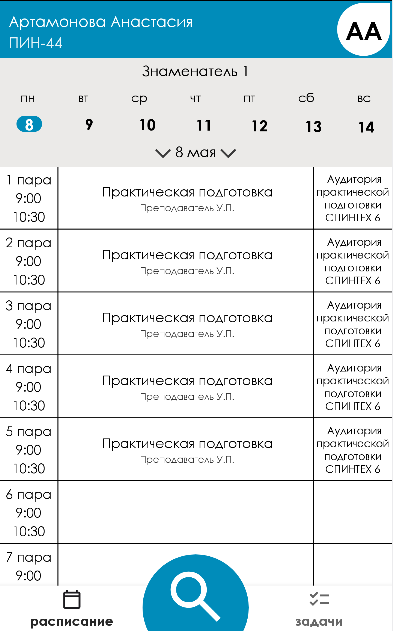 Артамонова Анастасия
ПИН-44
АА
Знаменатель 1
пн вт ср чт пт сб вс
8 9 10 11 12 13 14
8 мая
1 пара
9:00
10:30
Практическая подготовка
Преподаватель У.П.
Аудитория
практической
подготовки
СПИНТЕХ 6
2 пара
9:00
10:30
Практическая подготовка
Преподаватель У.П.
Аудитория
практической
подготовки
СПИНТЕХ 6
3 пара
9:00
10:30
Практическая подготовка
Преподаватель У.П.
Аудитория
практической
подготовки
СПИНТЕХ 6
4 пара
9:00
10:30
Практическая подготовка
Преподаватель У.П.
Аудитория
практической
подготовки
СПИНТЕХ 6
5 пара
9:00
10:30
Практическая подготовка
Преподаватель У.П.
Аудитория
практической
подготовки
СПИНТЕХ 6
6 пара
9:00
10:30
7 пара
9:00
расписание
задачи